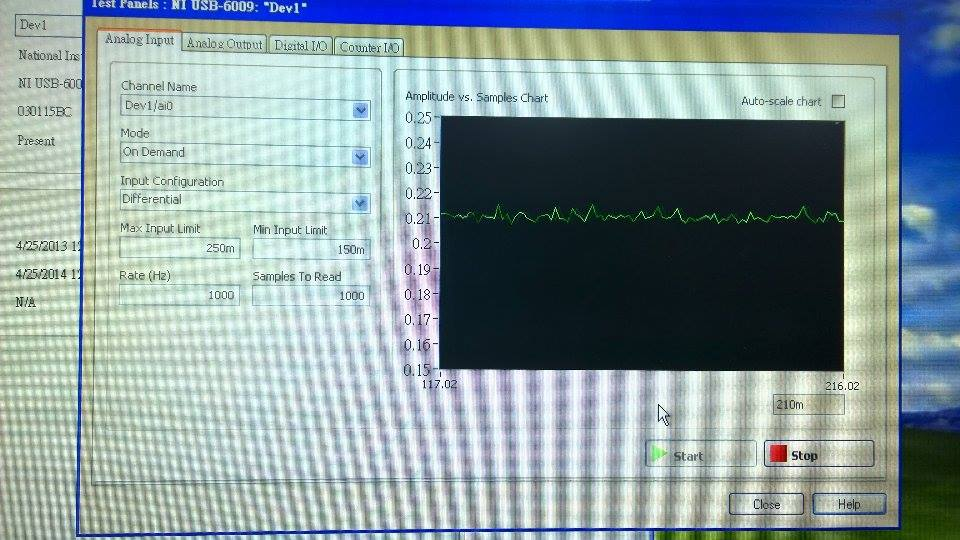 Test Panels : NI USB-6009: "Dev1"
Dev1
National Ins
NI USB-600
030115BC
Present
4/25/2013 12
4/25/2014 12
N/A
Analog Input
Analog Output
Digital I/O
Counter I/O
Channel Name
Dev1/ai0
Mode
On Demand
Input Configuration
Differential
Max Input Limit
Min Input Limit
250m
150m
Rate (Hz)
Samples To Read
1000
1000
Amplitude vs. Samples Chart
Auto-scale chart
0.25
0.24
0.23
0.22
0.21
0.2
0.19
0.18
0.17
0.16
0.15
117.02
216.02
210m
Start
Stop
Close
Help